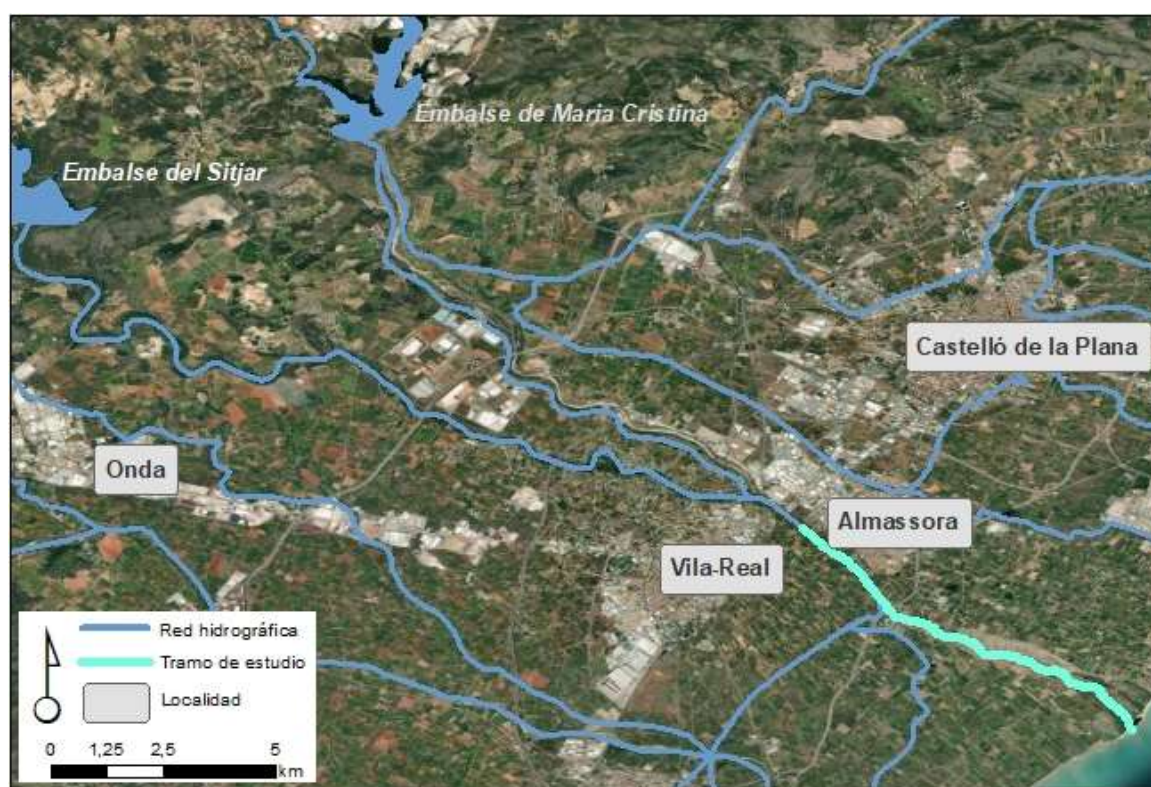 Embalse de Maria Cristina
Embalse del Sitjar
Castelló de la Plana
Onda
Almassora
Vila-Real
Red hidrográfica
Tramo de estudio
Localidad
0 1,25 2,5 5
km